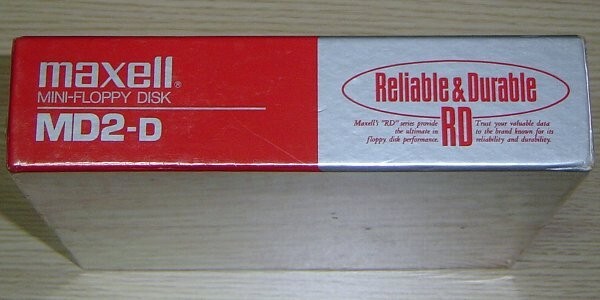 maxell®
MINI-FLOPPY DISK
MD2-D
Reliable & Durable
RD
Maxell's "RD" series provide
the ultimate in
floppy disk performance.
Trust your valuable data
to the brand known for its
reliability and durability.